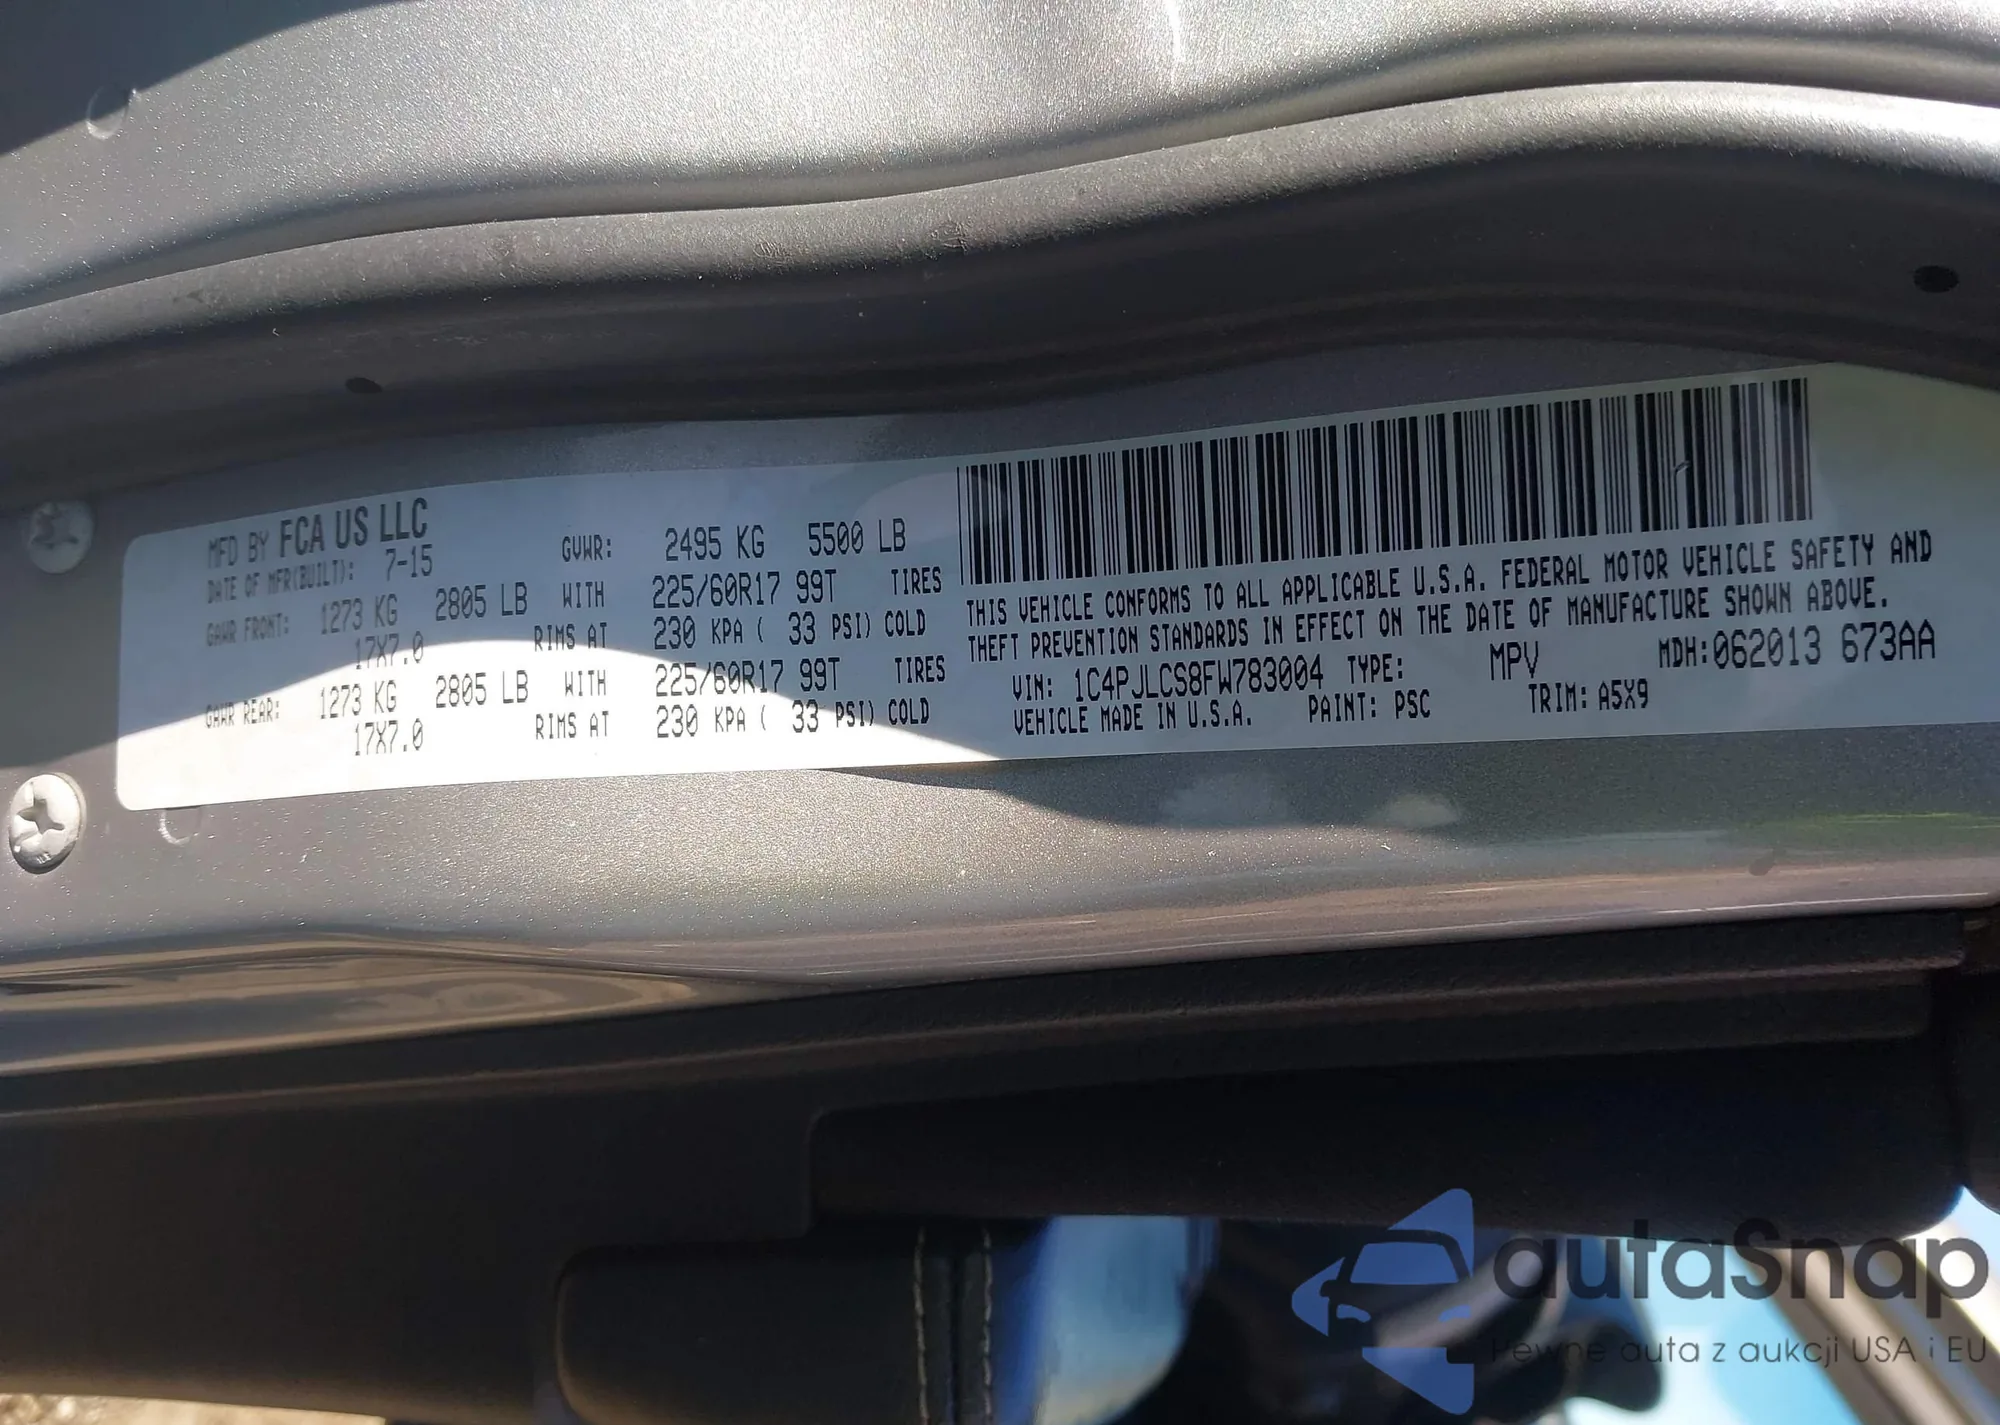 MFD BY FCA US LLC
DATE OF MFR(BUILT): 7-15 GVWR: 2495 KG 5500 LB
GAWR FRONT: 1273 KG 2805 LB WITH 225/60R17 99T TIRES
17X7.0 RIMS AT 230 KPA ( 33 PSI) COLD
GAWR REAR: 1273 KG 2805 LB WITH 225/60R17 99T TIRES
17X7.0 RIMS AT 230 KPA ( 33 PSI) COLD
THIS VEHICLE CONFORMS TO ALL APPLICABLE U.S.A. FEDERAL MOTOR VEHICLE SAFETY AND
THEFT PREVENTION STANDARDS IN EFFECT ON THE DATE OF MANUFACTURE SHOWN ABOVE.
VIN: 1C4PJLCS8FW783004 TYPE: MPV MDH:062013 673AA
VEHICLE MADE IN U.S.A. PAINT: PSC TRIM: A5X9
autaSnap
Pewne auta z aukcji USA i EU